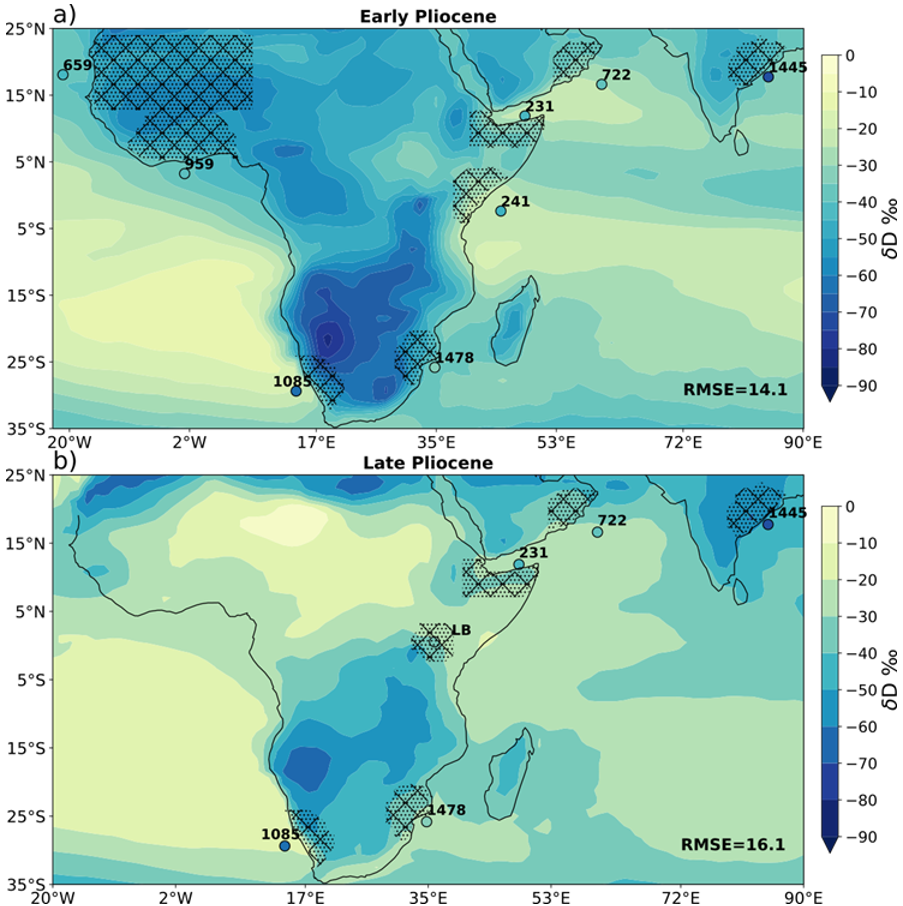 a)
Early Pliocene
25°N
15°N
5°N
5°S
15°S
25°S
35°S
659
959
722
231
241
1445
1478
1085
RMSE=14.1
20°W 2°W 17°E 35°E 53°E 72°E 90°E
0
−10
−20
−30
−40
−50
−60
−70
−80
−90
δD ‰
b)
Late Pliocene
25°N
15°N
5°N
5°S
15°S
25°S
35°S
722
231
LB
1445
1478
1085
RMSE=16.1
20°W 2°W 17°E 35°E 53°E 72°E 90°E
0
−10
−20
−30
−40
−50
−60
−70
−80
−90
δD ‰